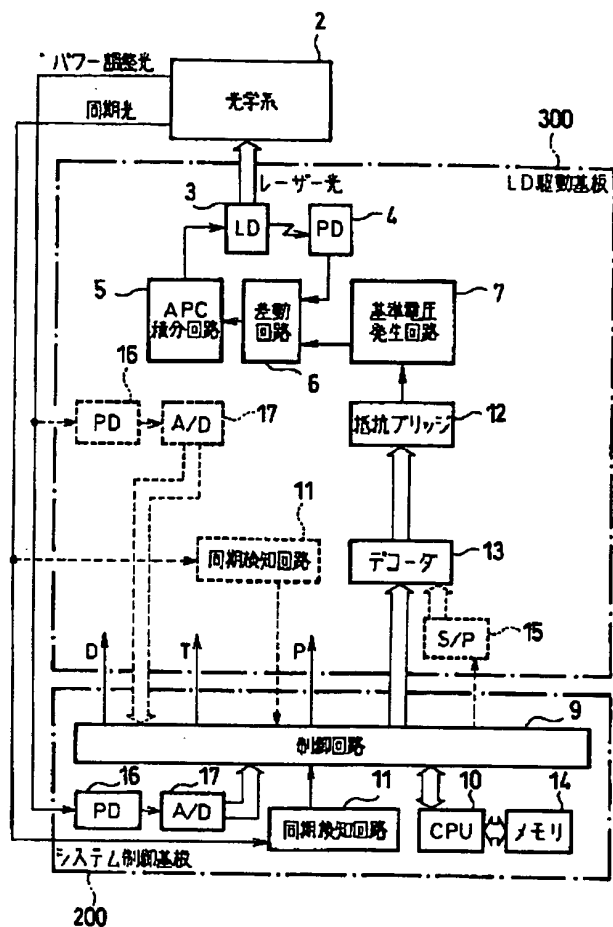 2
パワー調整光
光学系
同期光
300
レーザー光
LD駆動基板
3
4
LD
PD
5
7
APC
積分回路
差動
回路
基準電圧
発生回路
6
16
17
12
PD
A/D
抵抗ブリッジ
11
13
同期検知回路
デコーダ
S/P
15
D
T
P
9
制御回路
16
17
11
10
14
PD
A/D
同期検知回路
CPU
メモリ
システム制御基板
200